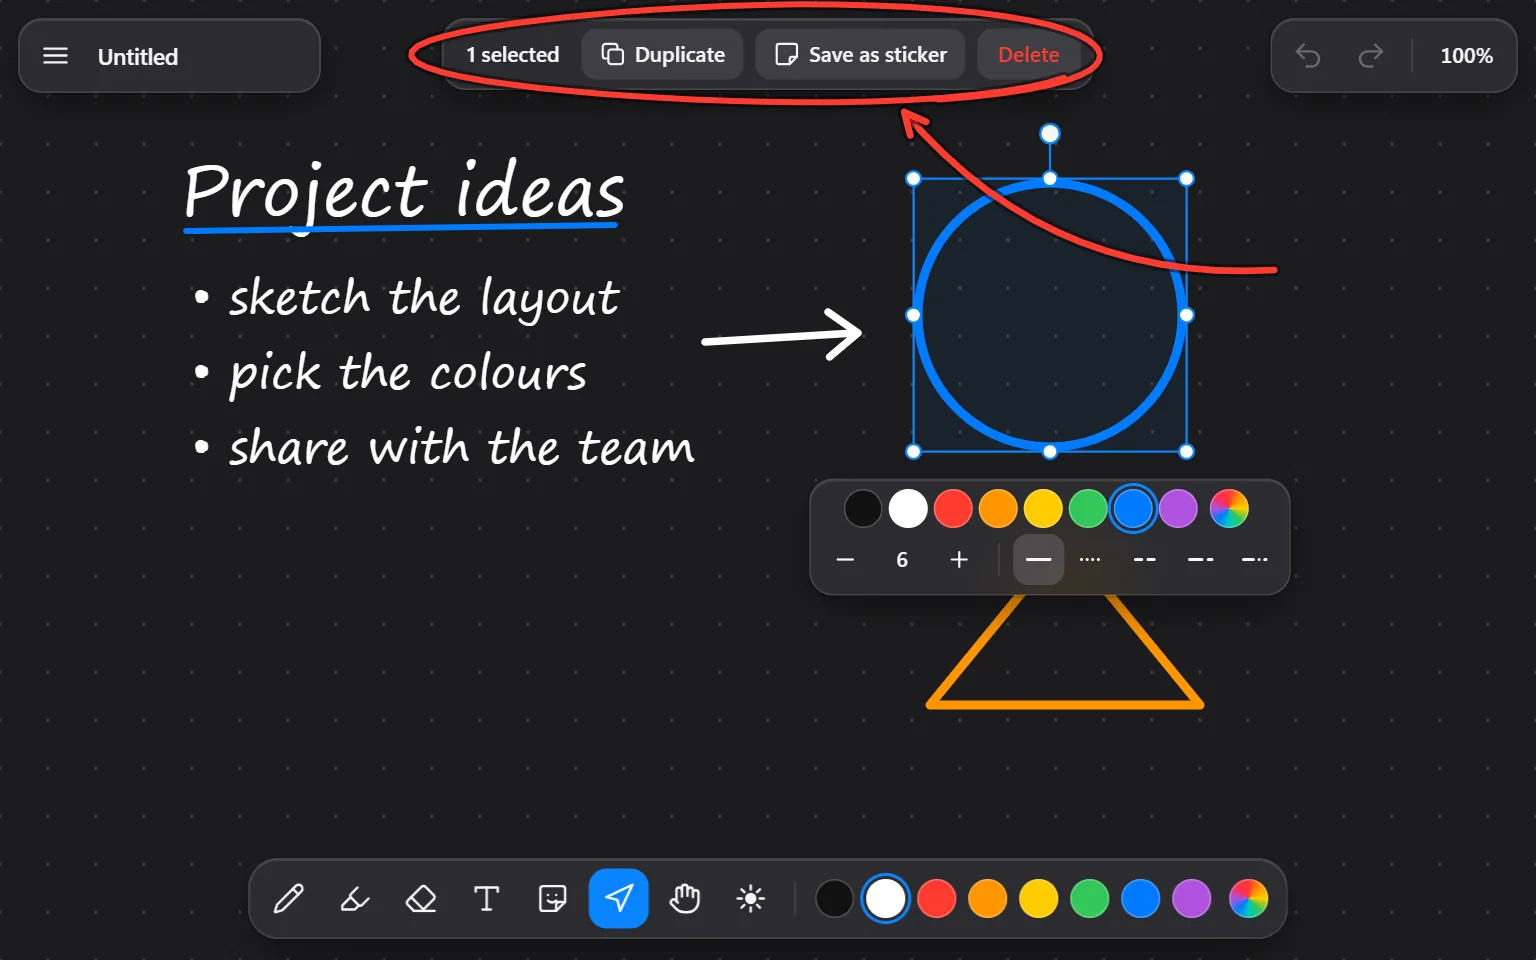 Untitled
1 selected Duplicate Save as sticker Delete
100%
Project ideas
• sketch the layout
• pick the colours
• share with the team
6